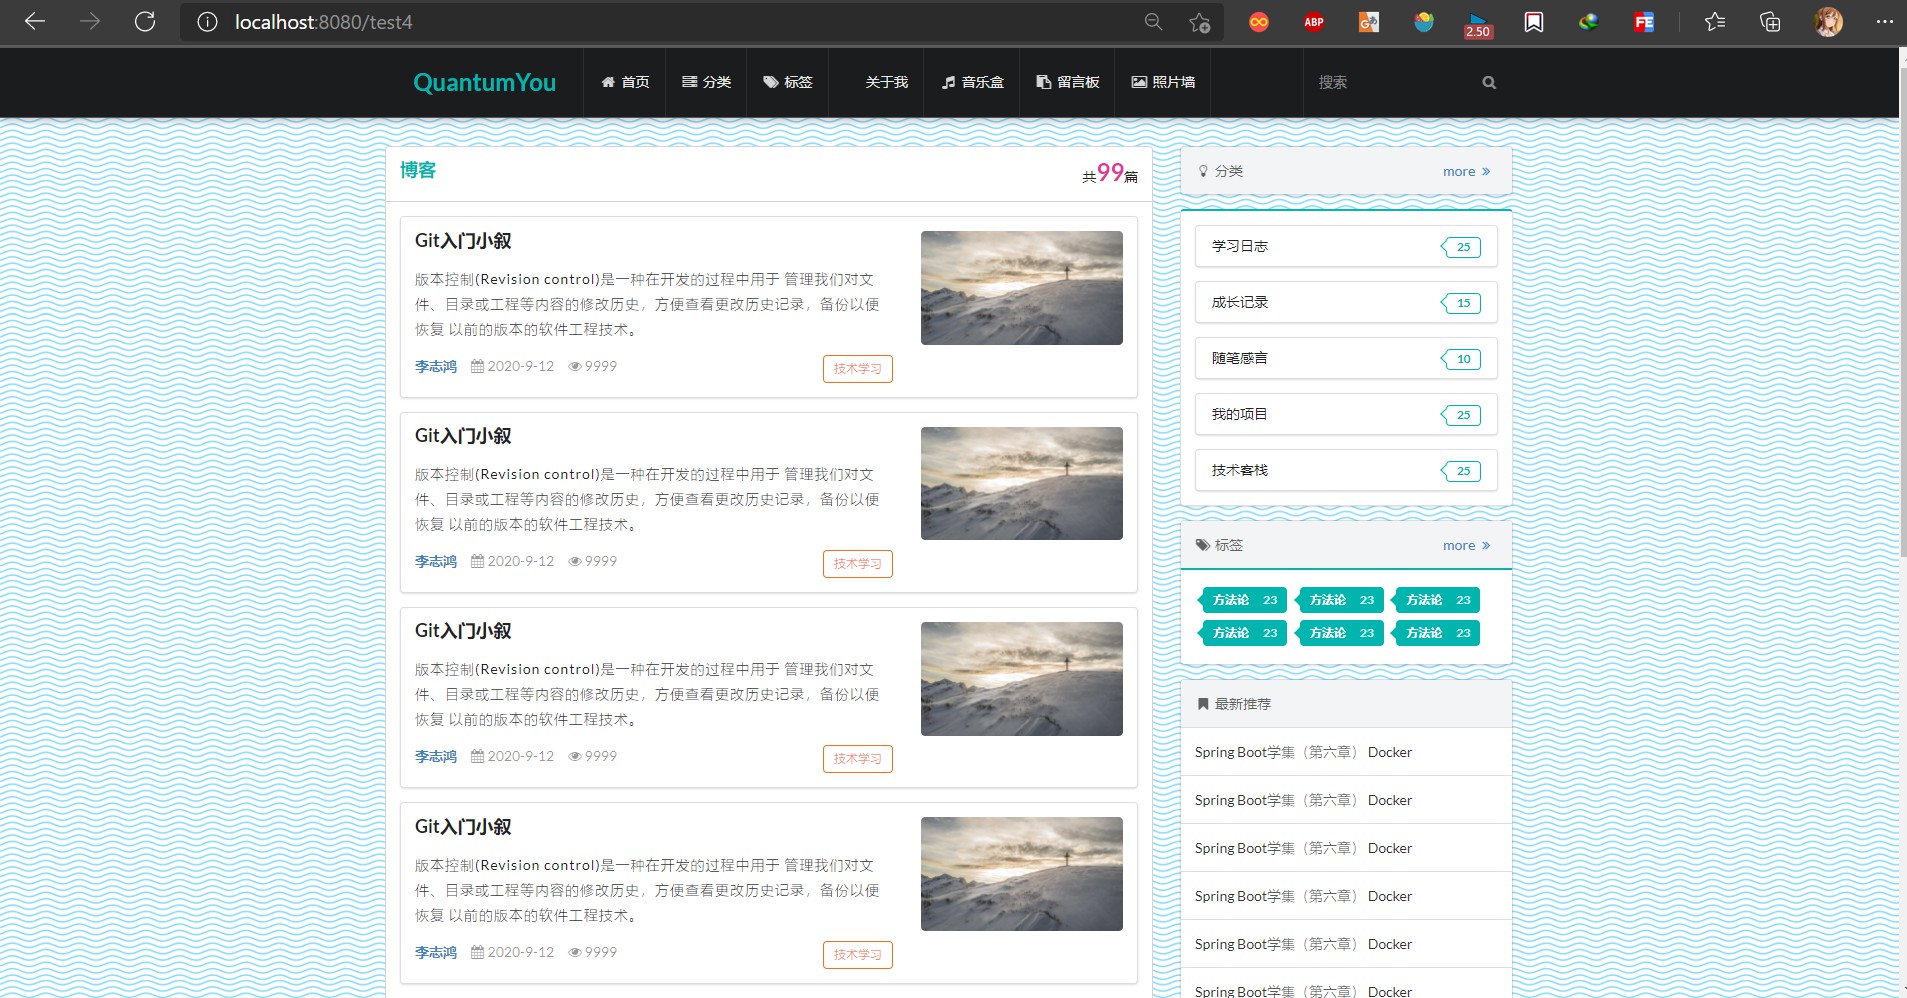 localhost:8080/test4
ABP
2.50
FE
QuantumYou 首页 分类 标签 关于我 音乐盒 留言板 照片墙 搜索
博客 共99篇
Git入门小叙
版本控制(Revision control)是一种在开发的过程中用于 管理我们对文
件、目录或工程等内容的修改历史，方便查看更改历史记录，备份以便
恢复 以前的版本的软件工程技术。
李志鸿 2020-9-12 9999 技术学习
Git入门小叙
版本控制(Revision control)是一种在开发的过程中用于 管理我们对文
件、目录或工程等内容的修改历史，方便查看更改历史记录，备份以便
恢复 以前的版本的软件工程技术。
李志鸿 2020-9-12 9999 技术学习
Git入门小叙
版本控制(Revision control)是一种在开发的过程中用于 管理我们对文
件、目录或工程等内容的修改历史，方便查看更改历史记录，备份以便
恢复 以前的版本的软件工程技术。
李志鸿 2020-9-12 9999 技术学习
Git入门小叙
版本控制(Revision control)是一种在开发的过程中用于 管理我们对文
件、目录或工程等内容的修改历史，方便查看更改历史记录，备份以便
恢复 以前的版本的软件工程技术。
李志鸿 2020-9-12 9999 技术学习
分类 more
学习日志 25
成长记录 15
随笔感言 10
我的项目 25
技术客栈 25
标签 more
方法论 23 方法论 23 方法论 23
方法论 23 方法论 23 方法论 23
最新推荐
Spring Boot学集（第六章） Docker
Spring Boot学集（第六章） Docker
Spring Boot学集（第六章） Docker
Spring Boot学集（第六章） Docker
Spring Boot学集（第六章） Docker
Spring Boot学集（第六章） Docker